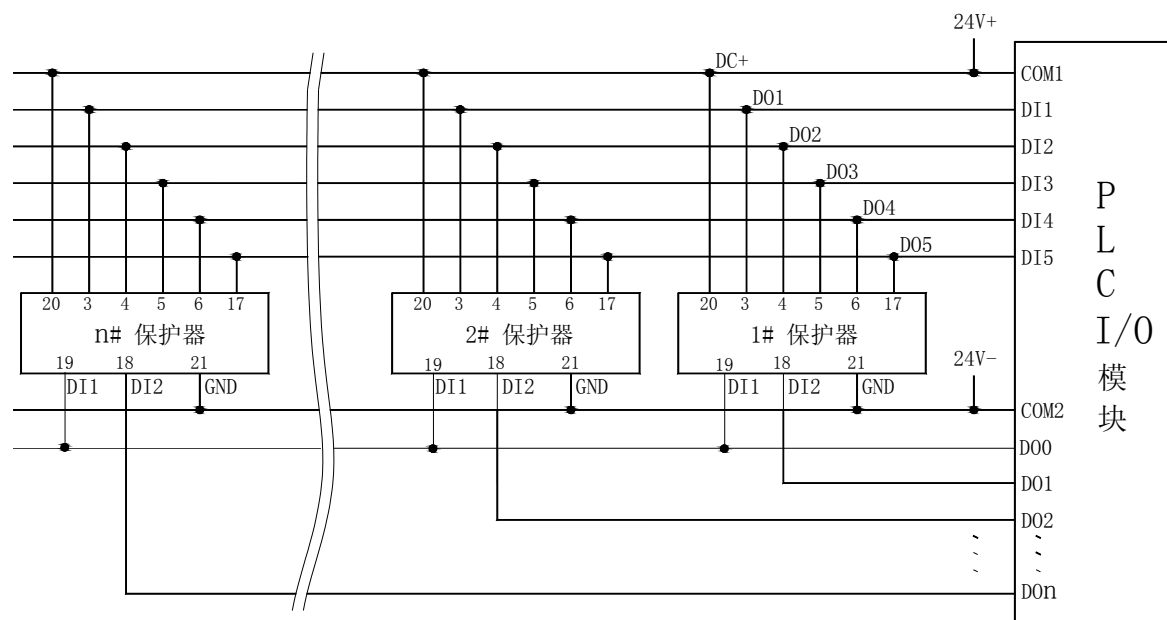 24V+
DC+
COM1
DO1
DI1
DO2
DI2
DO3
DI3
DO4
DI4
DO5
DI5
20 3 4 5 6 17
20 3 4 5 6 17
20 3 4 5 6 17
n# 保护器
2# 保护器
1# 保护器
19 18 21
19 18 21
19 18 21
DI1 DI2 GND
DI1 DI2 GND
DI1 DI2 GND
24V-
COM2
DO0
DO1
DO2
DOn
P
L
C
I/O
模
块